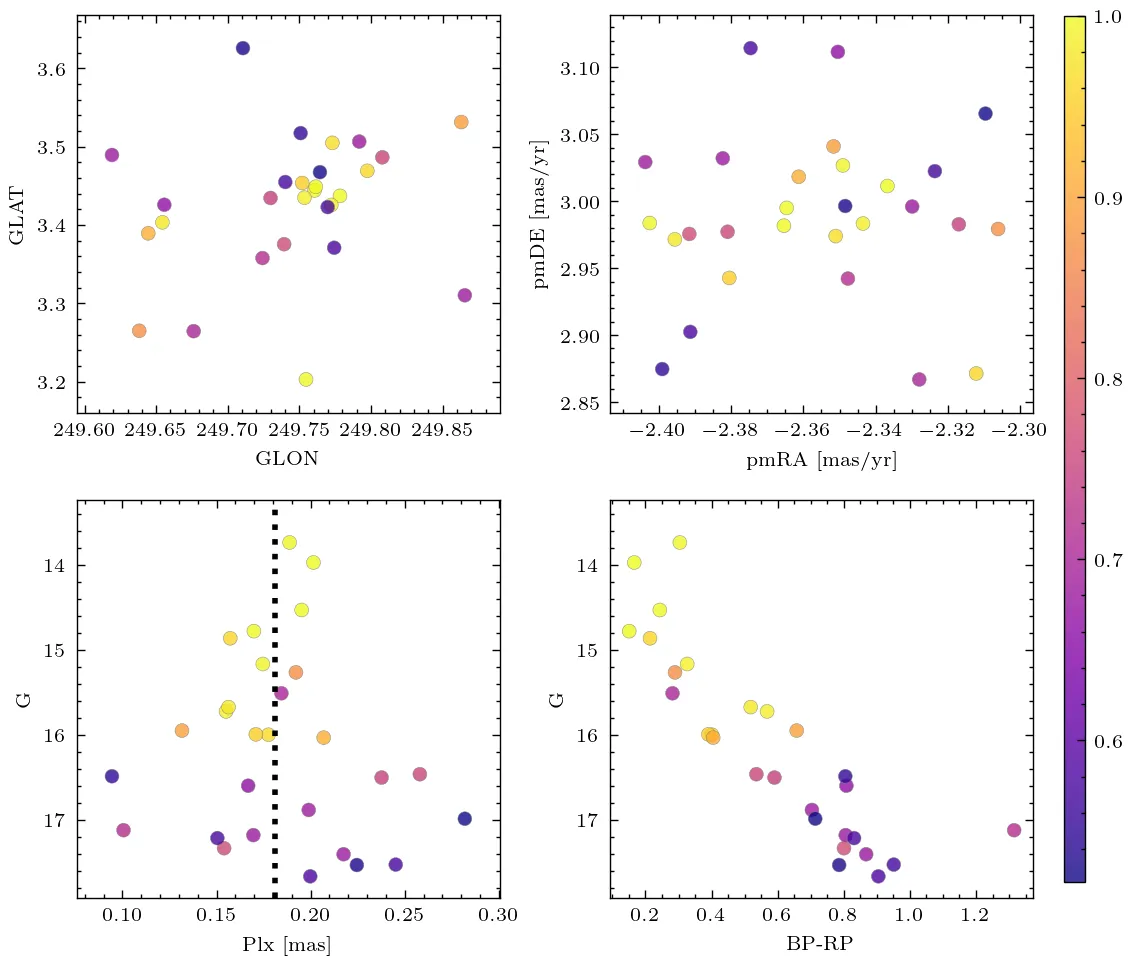 3.6
3.5
3.4
3.3
3.2
GLAT
249.60 249.65 249.70 249.75 249.80 249.85
GLON
3.10
3.05
3.00
2.95
2.90
2.85
pmDE [mas/yr]
−2.40 −2.38 −2.36 −2.34 −2.32 −2.30
pmRA [mas/yr]
1.0
0.9
0.8
0.7
0.6
14
15
16
17
G
0.10 0.15 0.20 0.25 0.30
Plx [mas]
14
15
16
17
G
0.2 0.4 0.6 0.8 1.0 1.2
BP-RP